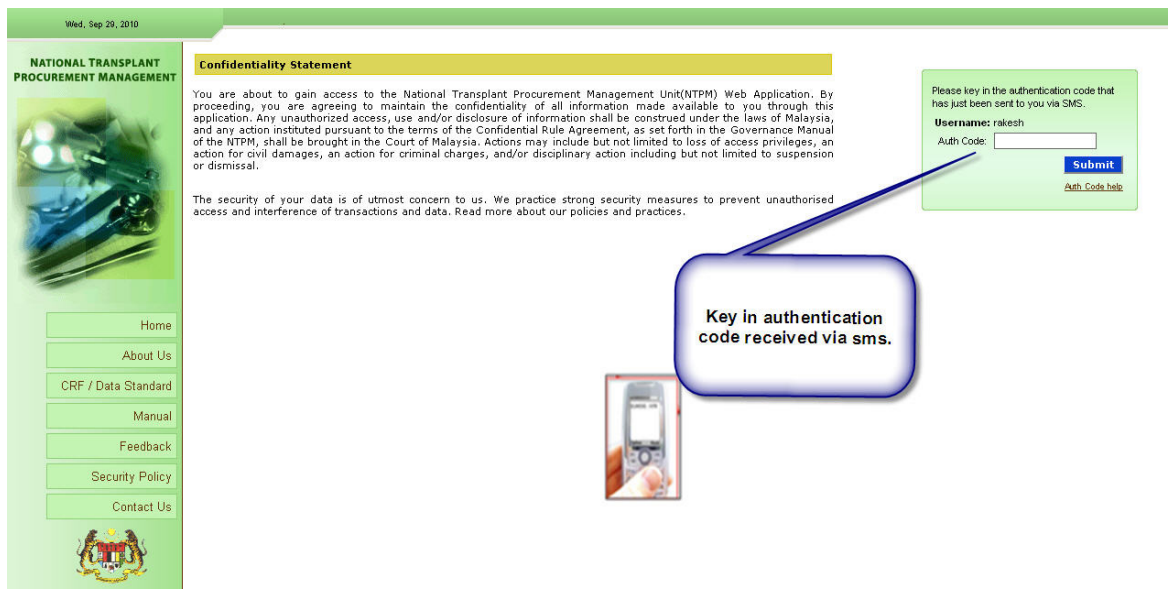 Wed, Sep 29, 2010
NATIONAL TRANSPLANT
PROCUREMENT MANAGEMENT
Confidentiality Statement
You are about to gain access to the National Transplant Procurement Management Unit(NTPM) Web Application. By
proceeding, you are agreeing to maintain the confidentiality of all information made available to you through this
application. Any unauthorized access, use and/or disclosure of information shall be construed under the laws of Malaysia,
and any action instituted pursuant to the terms of the Confidential Rule Agreement, as set forth in the Governance Manual
of the NTPM, shall be brought in the Court of Malaysia. Actions may include but not limited to loss of access privileges, an
action for civil damages, an action for criminal charges, and/or disciplinary action including but not limited to suspension
or dismissal.
The security of your data is of utmost concern to us. We practice strong security measures to prevent unauthorised
access and interference of transactions and data. Read more about our policies and practices.
Please key in the authentication code that
has just been sent to you via SMS.
Username: rakesh
Auth Code:
Submit
Auth Code help
Key in authentication
code received via sms.
Home
About Us
CRF / Data Standard
Manual
Feedback
Security Policy
Contact Us